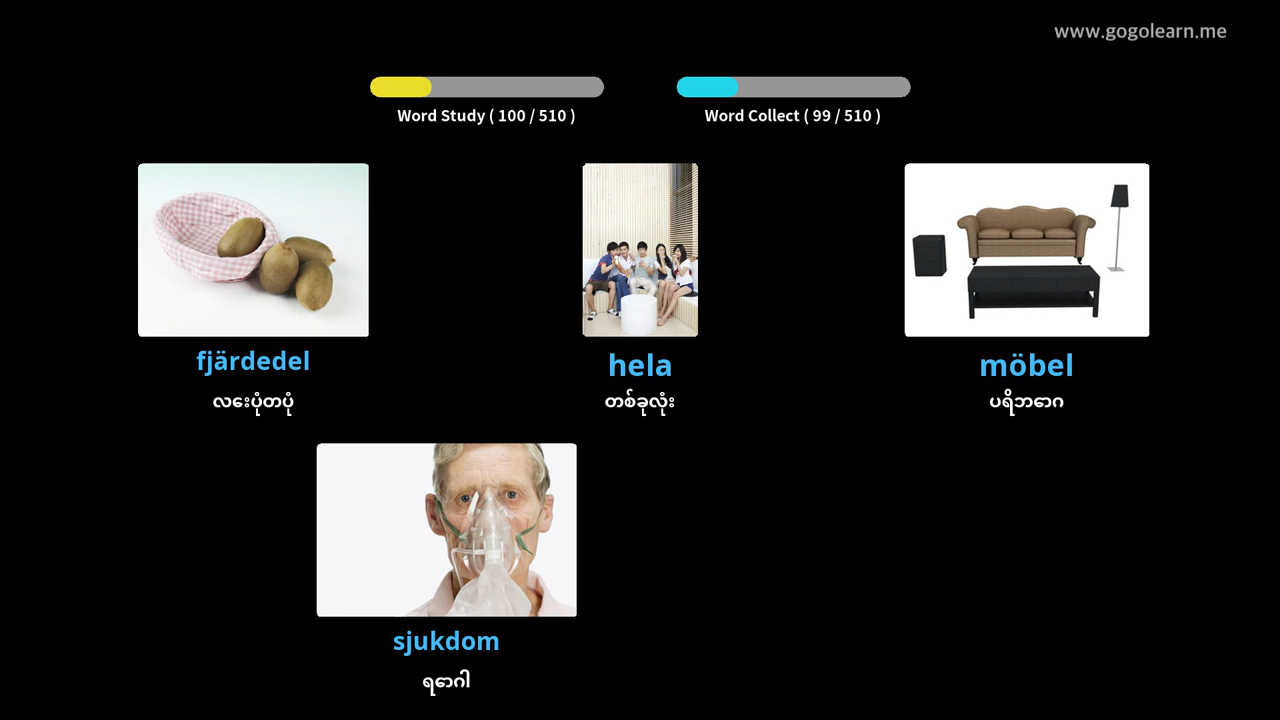 www.gogolearn.me
Word Study ( 100 / 510 )
Word Collect ( 99 / 510 )
fjärdedel
hela
möbel
လေးပုံတပုံ
တစ်ခုလုံး
ပရိဘောဂ
sjukdom
ရောဂါ